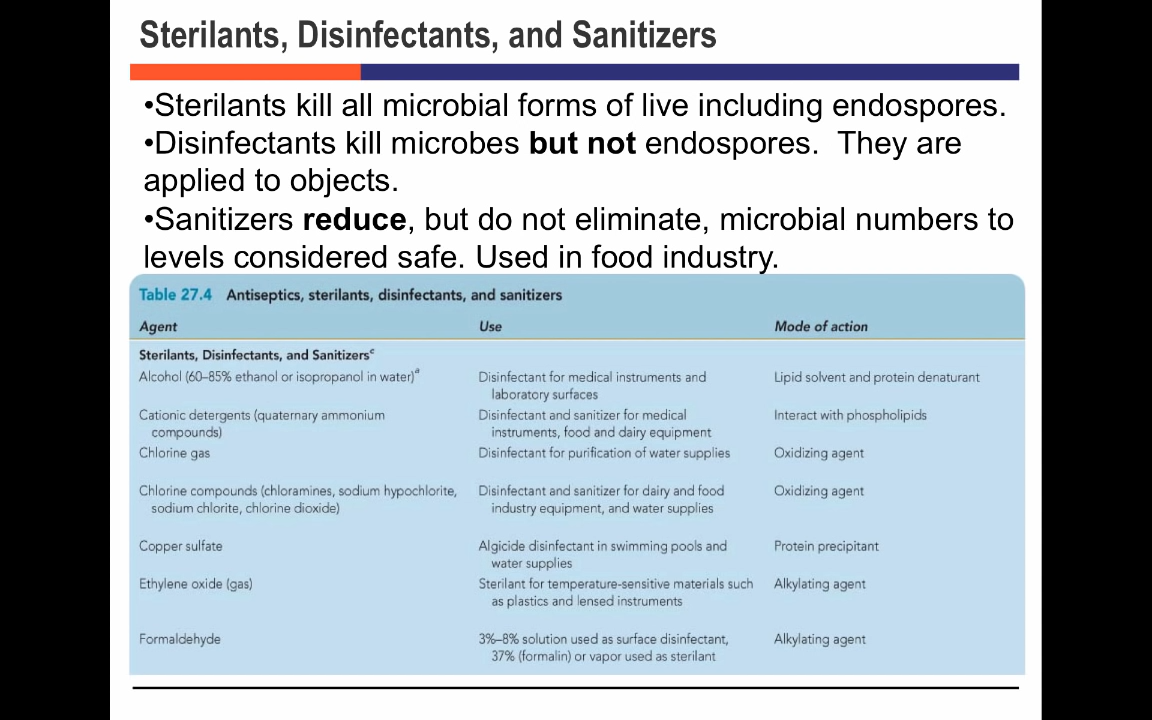 Sterilants, Disinfectants, and Sanitizers
•Sterilants kill all microbial forms of live including endospores.
•Disinfectants kill microbes but not endospores.  They are
applied to objects.
•Sanitizers reduce, but do not eliminate, microbial numbers to
levels considered safe. Used in food industry.
Table 27.4 Antiseptics, sterilants, disinfectants, and sanitizers
Agent Use Mode of action
Sterilants, Disinfectants, and Sanitizersc
Alcohol (60–85% ethanol or isopropanol in water)a Disinfectant for medical instruments and Lipid solvent and protein denaturant
laboratory surfaces
Cationic detergents (quaternary ammonium Disinfectant and sanitizer for medical Interact with phospholipids
compounds) instruments, food and dairy equipment
Chlorine gas Disinfectant for purification of water supplies Oxidizing agent
Chlorine compounds (chloramines, sodium hypochlorite, Disinfectant and sanitizer for dairy and food Oxidizing agent
sodium chlorite, chlorine dioxide) industry equipment, and water supplies
Copper sulfate Algicide disinfectant in swimming pools and Protein precipitant
water supplies
Ethylene oxide (gas) Sterilant for temperature-sensitive materials such Alkylating agent
as plastics and lensed instruments
Formaldehyde 3%–8% solution used as surface disinfectant, Alkylating agent
37% (formalin) or vapor used as sterilant